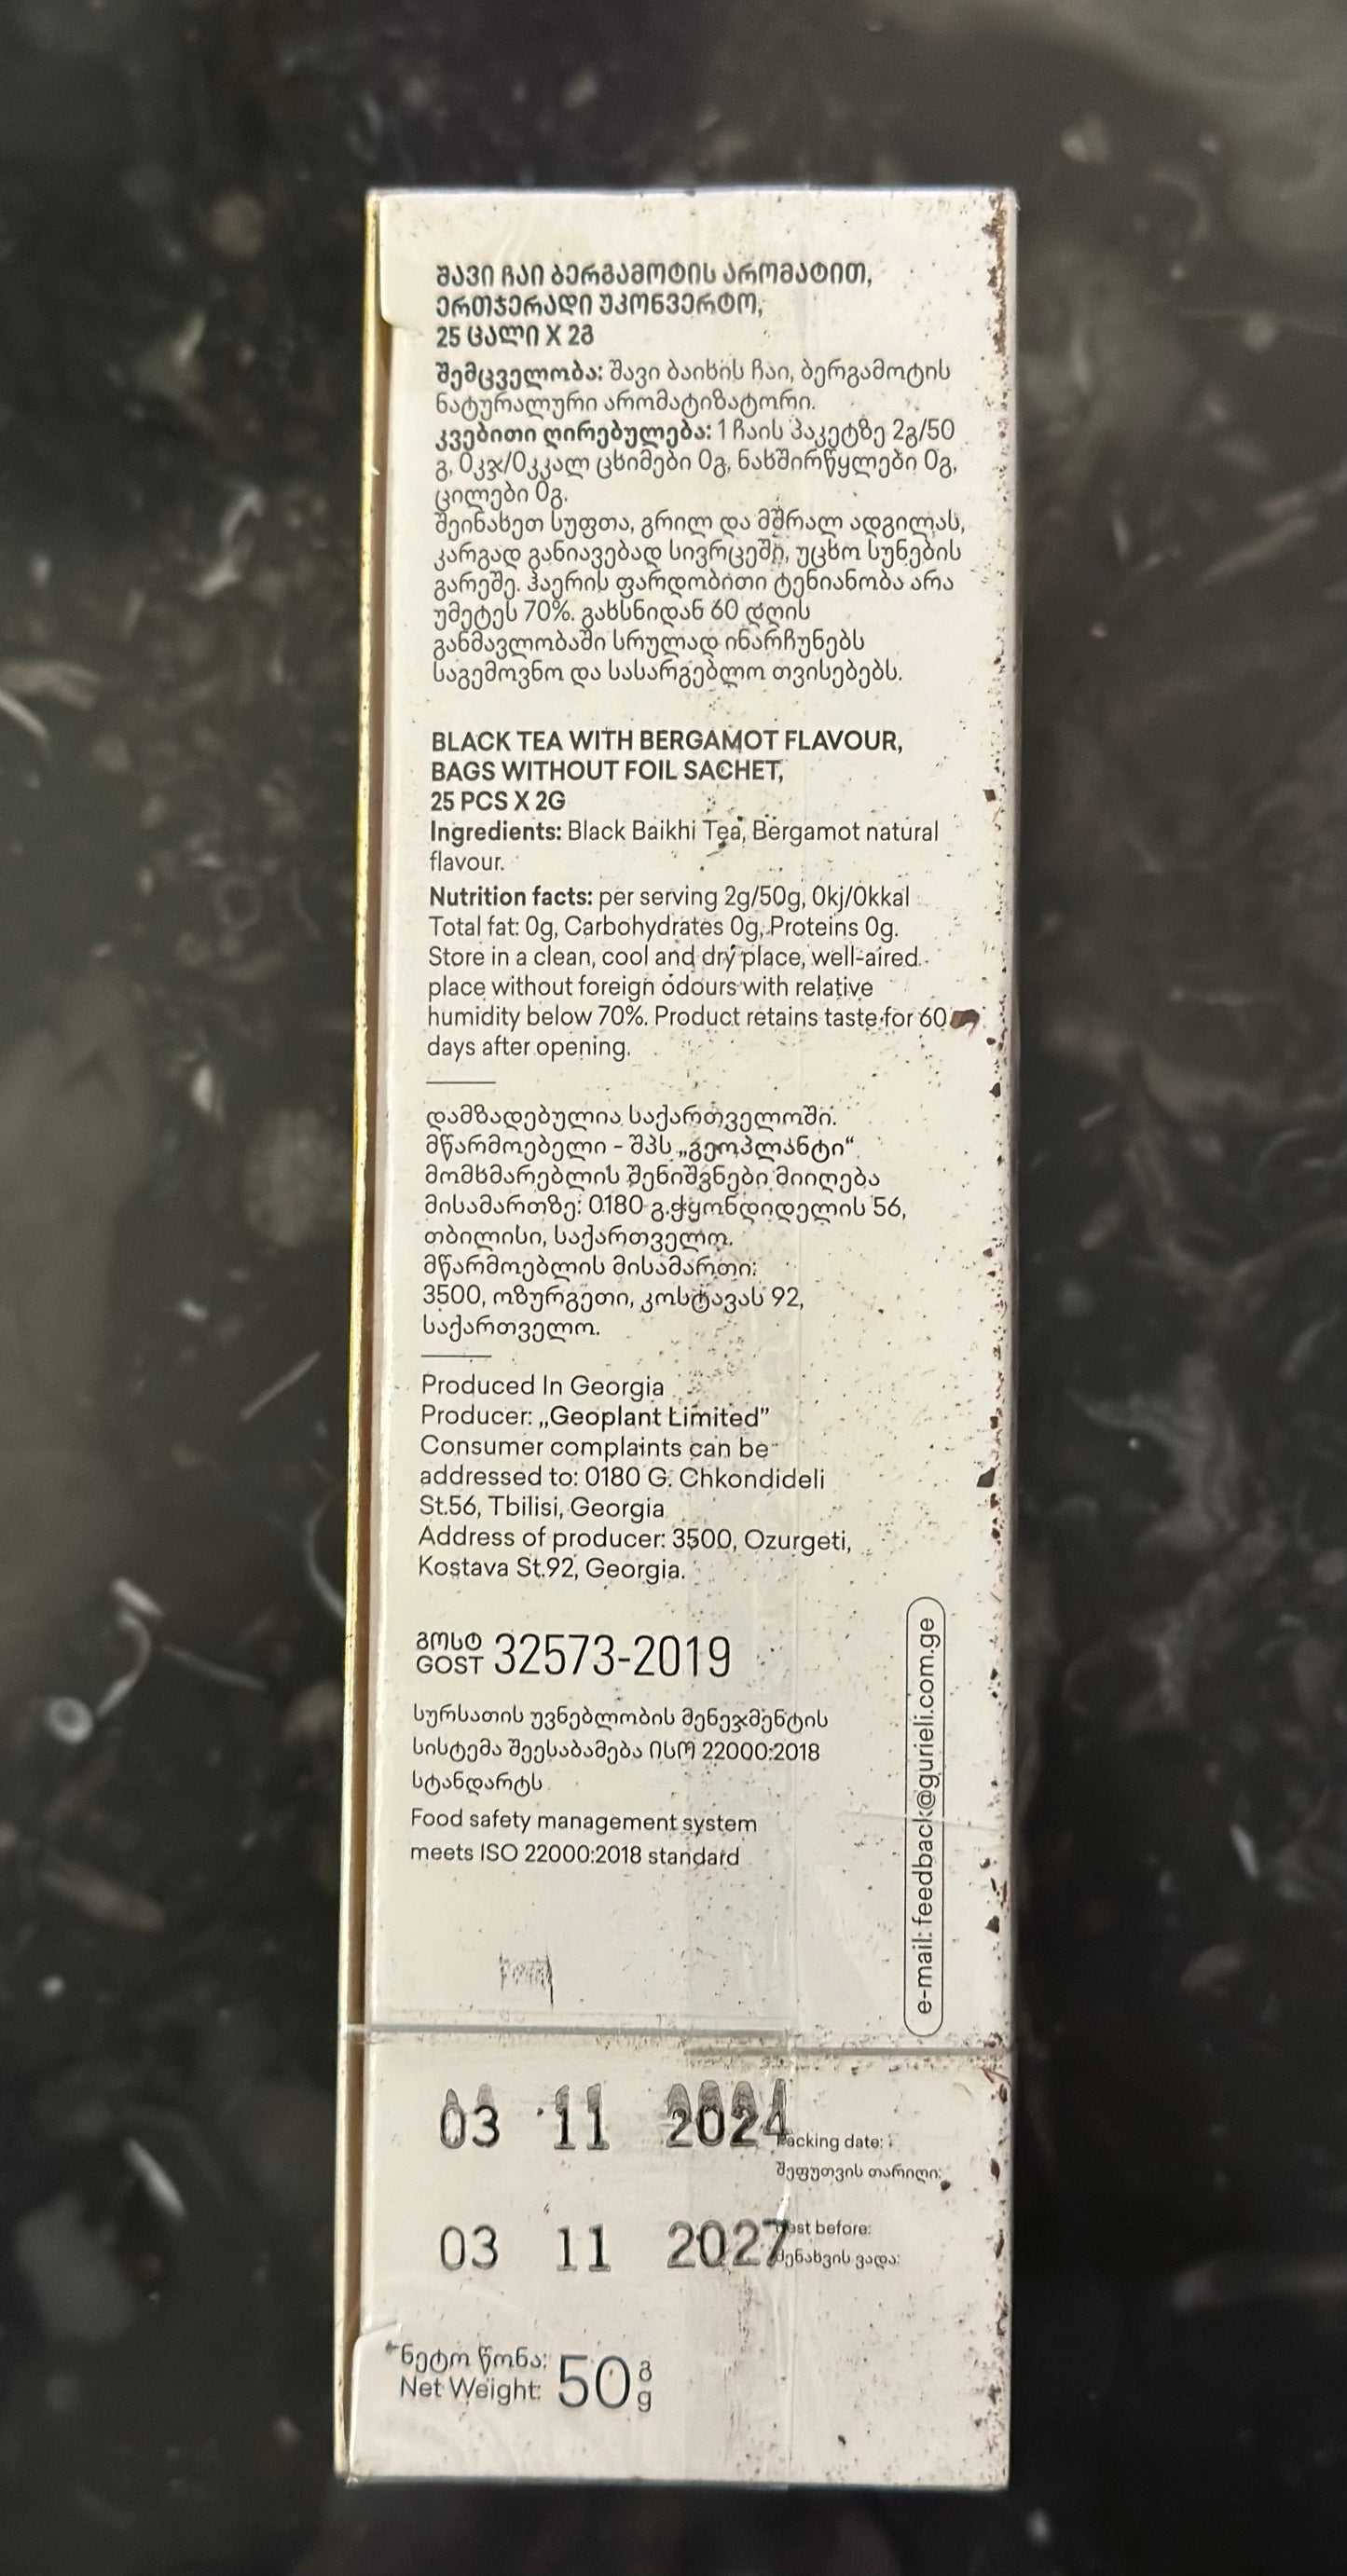 შავი ჩაი ბერგამოტის არომატით,
ერთჯერადი უკონვერტო,
25 ცალი X 2გ
შემცველობა: შავი ბაიხის ჩაი, ბერგამოტის
ნატურალური არომატიზატორი.
კვებითი ღირებულება: 1 ჩაის პაკეტზე 2გ/50
გ, 0კჯ/0კკალ ცხიმები 0გ, ნახშირწყლები 0გ,
ცილები 0გ.
შეინახეთ სუფთა, გრილ და მშრალ ადგილას,
კარგად განიავებად სივრცეში, უცხო სუნების
გარეშე. ჰაერის ფარდობითი ტენიანობა არა
უმეტეს 70%. გახსნიდან 60 დღის
განმავლობაში სრულად ინარჩუნებს
საგემოვნო და სასარგებლო თვისებებს.
BLACK TEA WITH BERGAMOT FLAVOUR,
BAGS WITHOUT FOIL SACHET,
25 PCS X 2G
Ingredients: Black Baikhi Tea, Bergamot natural
flavour.
Nutrition facts: per serving 2g/50g, 0kj/0kkal
Total fat: 0g, Carbohydrates 0g, Proteins 0g.
Store in a clean, cool and dry place, well-aired
place without foreign odours with relative
humidity below 70%. Product retains taste for 60
days after opening.
დამზადებულია საქართველოში.
მწარმოებელი - შპს „გეოპლანტი“
მომხმარებლის შენიშვნები მიიღება
მისამართზე: 0180 გ.ჭყონდიდელის 56,
თბილისი, საქართველო.
მწარმოებლის მისამართი:
3500, ოზურგეთი, კოსტავას 92,
საქართველო.
Produced In Georgia
Producer: „Geoplant Limited”
Consumer complaints can be
addressed to: 0180 G. Chkondideli
St.56, Tbilisi, Georgia
Address of producer: 3500, Ozurgeti,
Kostava St.92, Georgia.
გოსტ
GOST 32573-2019
სურსათის უვნებლობის მენეჯმენტის
სისტემა შეესაბამება ისო 22000:2018
სტანდარტს
Food safety management system
meets ISO 22000:2018 standard
e-mail: feedback@gurieli.com.ge
03 11 2024
date:
შეფუთვის თარიღი:
03 11 2027
before:
შენახვის ვადა:
ნეტო წონა:
Net Weight: 50 გ
g